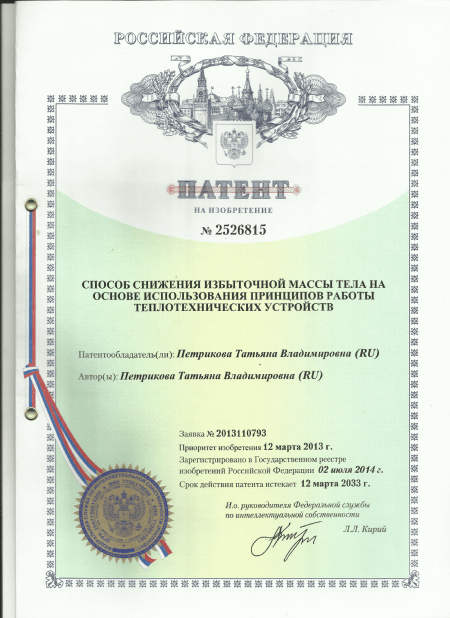 РОССИЙСКАЯ ФЕДЕРАЦИЯ
ПАТЕНТ
НА ИЗОБРЕТЕНИЕ
№ 2526815
СПОСОБ СНИЖЕНИЯ ИЗБЫТОЧНОЙ МАССЫ ТЕЛА НА
ОСНОВЕ ИСПОЛЬЗОВАНИЯ ПРИНЦИПОВ РАБОТЫ
ТЕПЛОТЕХНИЧЕСКИХ УСТРОЙСТВ
Патентообладатель(ли): Петрикова Татьяна Владимировна (RU)
Автор(ы): Петрикова Татьяна Владимировна (RU)
Заявка № 2013110793
Приоритет изобретения 12 марта 2013 г.
Зарегистрировано в Государственном реестре
изобретений Российской Федерации 02 июля 2014 г.
Срок действия патента истекает 12 марта 2033 г.
И.о. руководителя Федеральной службы
по интеллектуальной собственности
Л.Л. Кирий